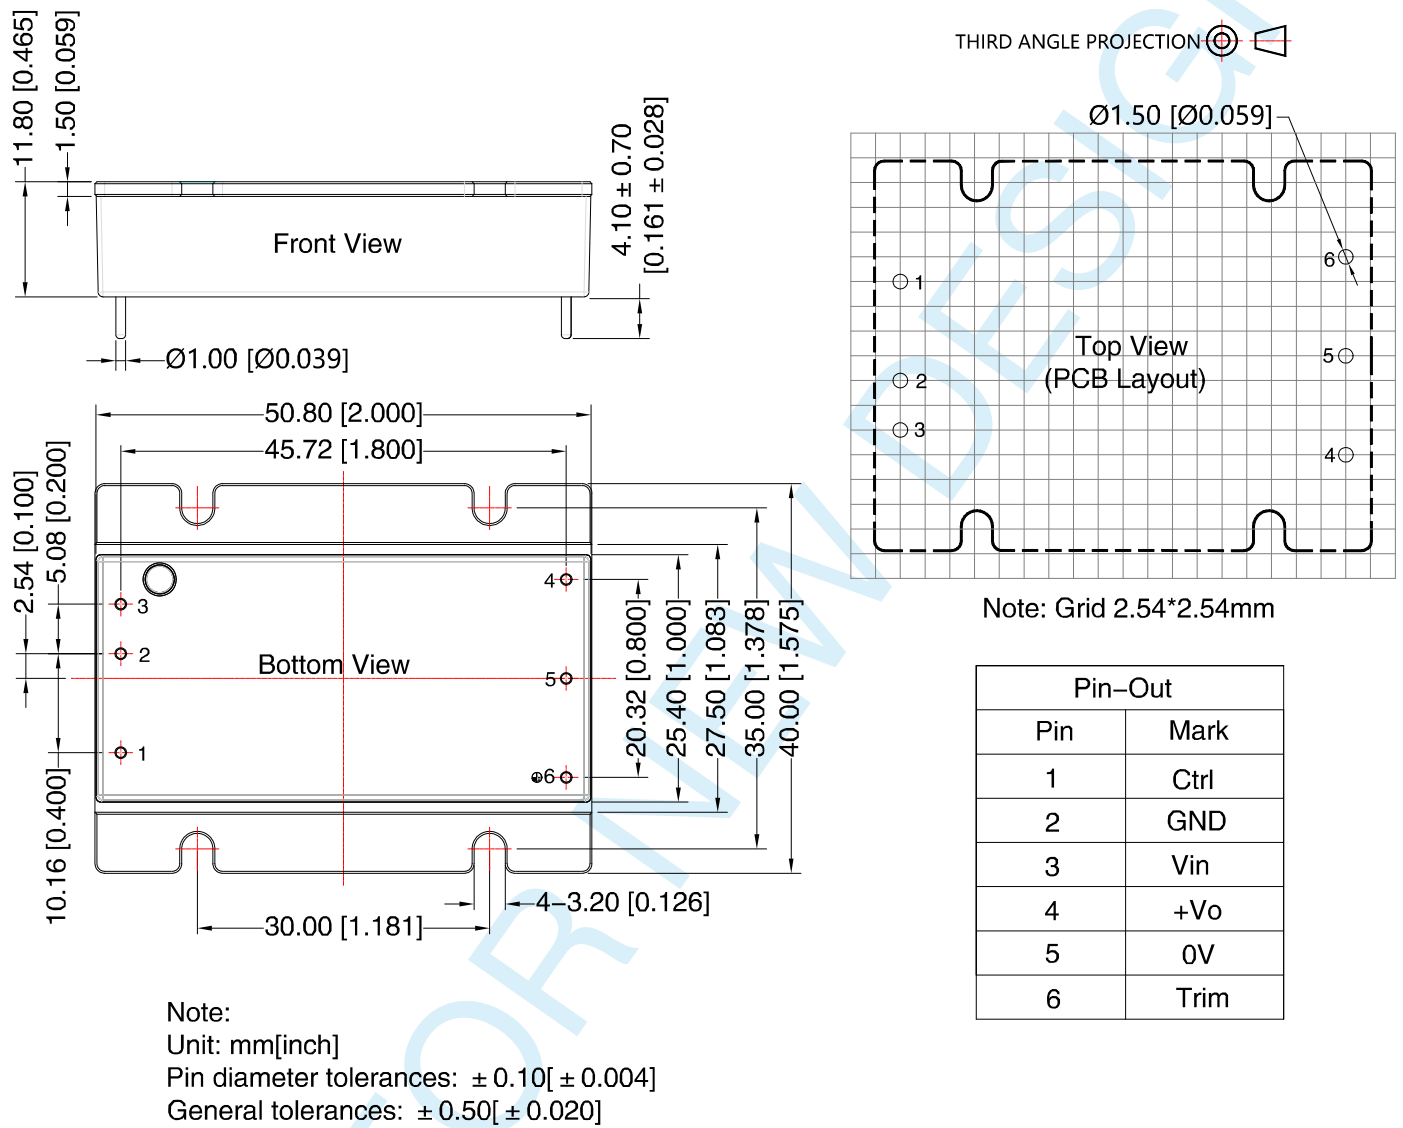 THIRD ANGLE PROJECTION
11.80 [0.465]
1.50 [0.059]
4.10 ± 0.70
[0.161 ± 0.028]
Front View
Ø1.00 [Ø0.039]
Ø1.50 [Ø0.059]
6
1
5
2
3
4
Top View
(PCB Layout)
Note: Grid 2.54*2.54mm
50.80 [2.000]
45.72 [1.800]
2.54 [0.100]
5.08 [0.200]
10.16 [0.400]
3
2
1
4
5
6
Bottom View
20.32 [0.800]
25.40 [1.000]
27.50 [1.083]
35.00 [1.378]
40.00 [1.575]
4-3.20 [0.126]
30.00 [1.181]
Pin-Out
Pin Mark
1 Ctrl
2 GND
3 Vin
4 +Vo
5 0V
6 Trim
Note:
Unit: mm[inch]
Pin diameter tolerances: ± 0.10[ ± 0.004]
General tolerances: ± 0.50[ ± 0.020]
OR NEW DESIG